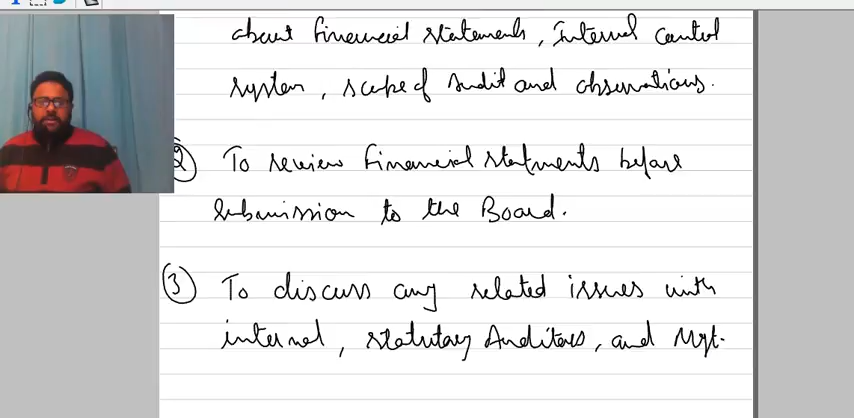 about financial statements, Internal control
system, scope of Audit and observations.
② To review financial statments before
submission to the Board.
③ To discuss any related issues with
internal, statutory Auditors, and Mgt.